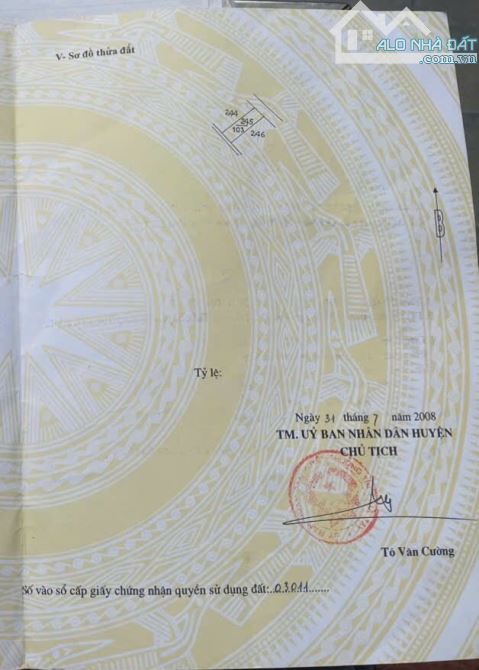 ALO NHÀ ĐẤT
.com.vn
V- Sơ đồ thửa đất
244
245
103
246
Tỷ lệ:
Ngày 31 tháng 7 năm 2008
TM. UỶ BAN NHÂN DÂN HUYỆN
CHỦ TỊCH
Tô Văn Cường
Số vào sổ cấp giấy chứng nhận quyền sử dụng đất:..03011.......